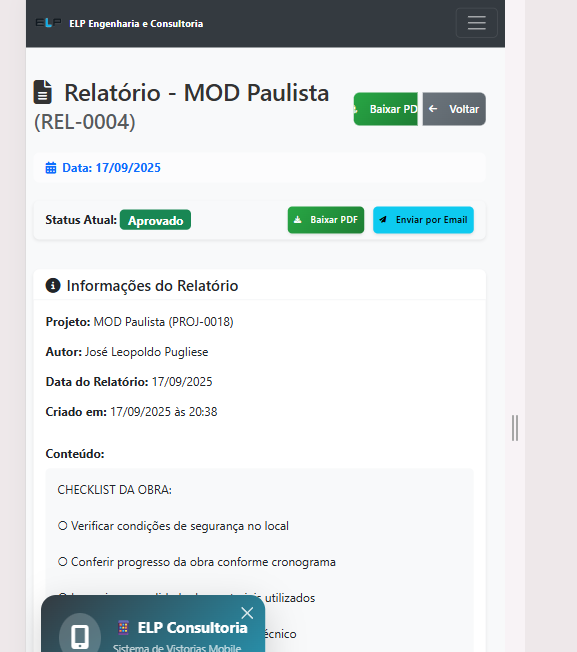 ELP ELP Engenharia e Consultoria
Relatório - MOD Paulista
(REL-0004)
Baixar PD
Voltar
Data: 17/09/2025
Status Atual: Aprovado
Baixar PDF
Enviar por Email
Informações do Relatório
Projeto: MOD Paulista (PROJ-0018)
Autor: José Leopoldo Pugliese
Data do Relatório: 17/09/2025
Criado em: 17/09/2025 às 20:38
Conteúdo:
CHECKLIST DA OBRA:
O Verificar condições de segurança no local
O Conferir progresso da obra conforme cronograma
utilizados
écnico
ELP Consultoria
Sistema de Vistorias Mobile